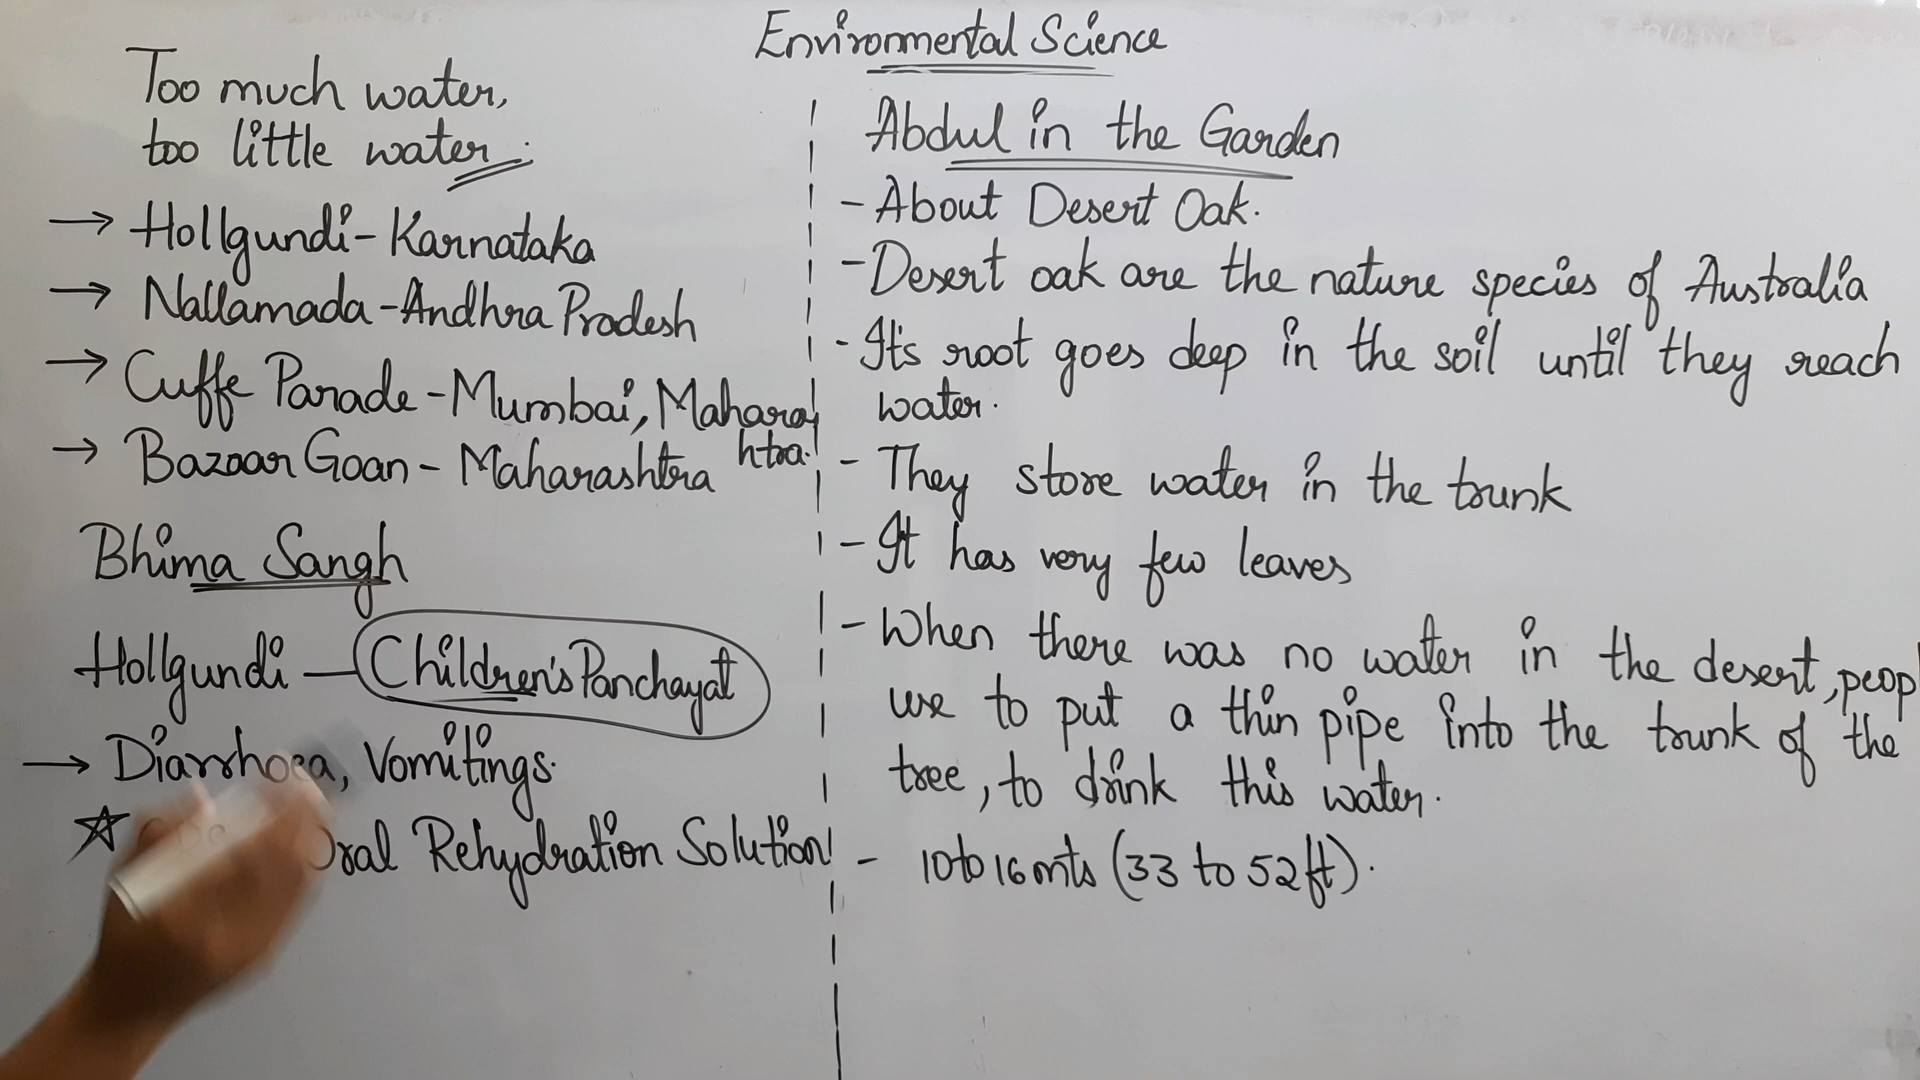 Environmental Science
Too much water,
too little water.
→ Hollgundi - Karnataka
→ Nallamada - Andhra Pradesh
→ Cuffe Parade - Mumbai, Maharas
htra.
→ Bazaar Goan - Maharashtra
Bhima Sangh
Hollgundi — Children's Panchayat
→ Diarrhoea, Vomitings.
☆ Oral Rehydration Solution
Abdul in the Garden
- About Desert Oak.
- Desert oak are the nature species of Australia
- It's root goes deep in the soil until they reach
water.
- They store water in the trunk
- It has very few leaves
- When there was no water in the desert, peop
use to put a thin pipe into the trunk of the
tree, to drink this water.
- 10 to 16 mts (33 to 52 ft).